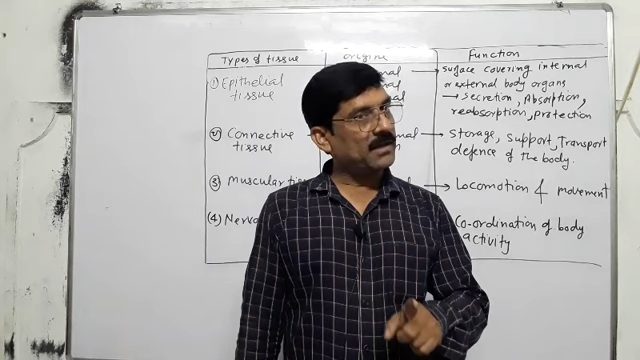 Types of tissue
origine
Function
① Epithelial
tissue
→ surface covering internal
or external body organs
→ secretion, Absorption,
reabsorption, protection
② Connective
tissue
→ storage, support, Transport
defence of the body.
③ Muscular
→ Locomotion & movement
(4)
Co-ordination of body
activity